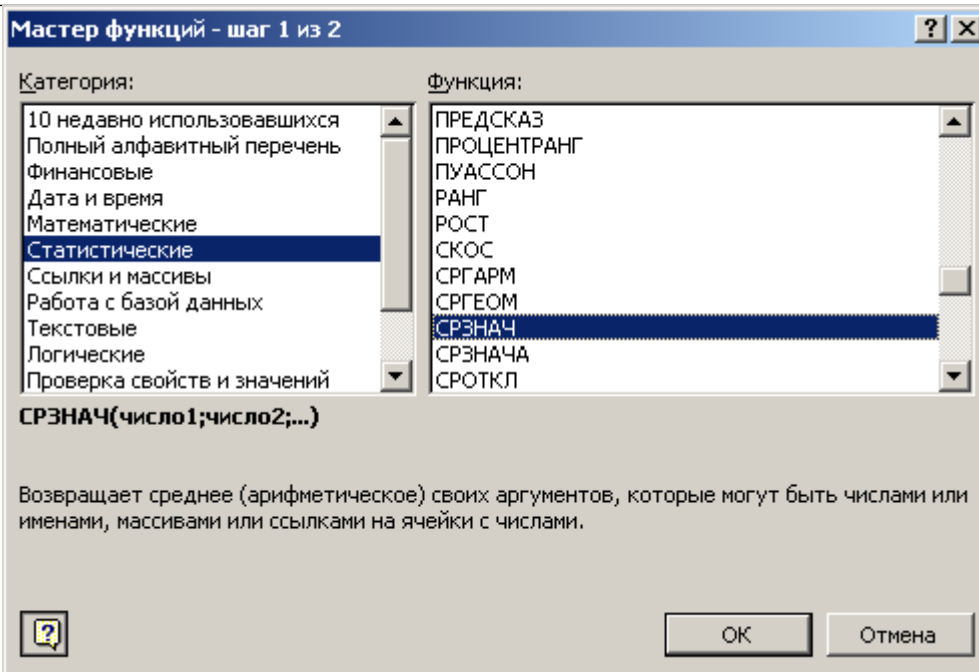 Мастер функций - шаг 1 из 2
Категория:
10 недавно использовавшихся
Полный алфавитный перечень
Финансовые
Дата и время
Математические
Статистические
Ссылки и массивы
Работа с базой данных
Текстовые
Логические
Проверка свойств и значений
Функция:
ПРЕДСКАЗ
ПРОЦЕНТРАНГ
ПУАССОН
РАНГ
РОСТ
СКОС
СРГАРМ
СРГЕОМ
СРЗНАЧ
СРЗНАЧА
СРОТКЛ
СРЗНАЧ(число1;число2;...)
Возвращает среднее (арифметическое) своих аргументов, которые могут быть числами или
именами, массивами или ссылками на ячейки с числами.
ОК
Отмена